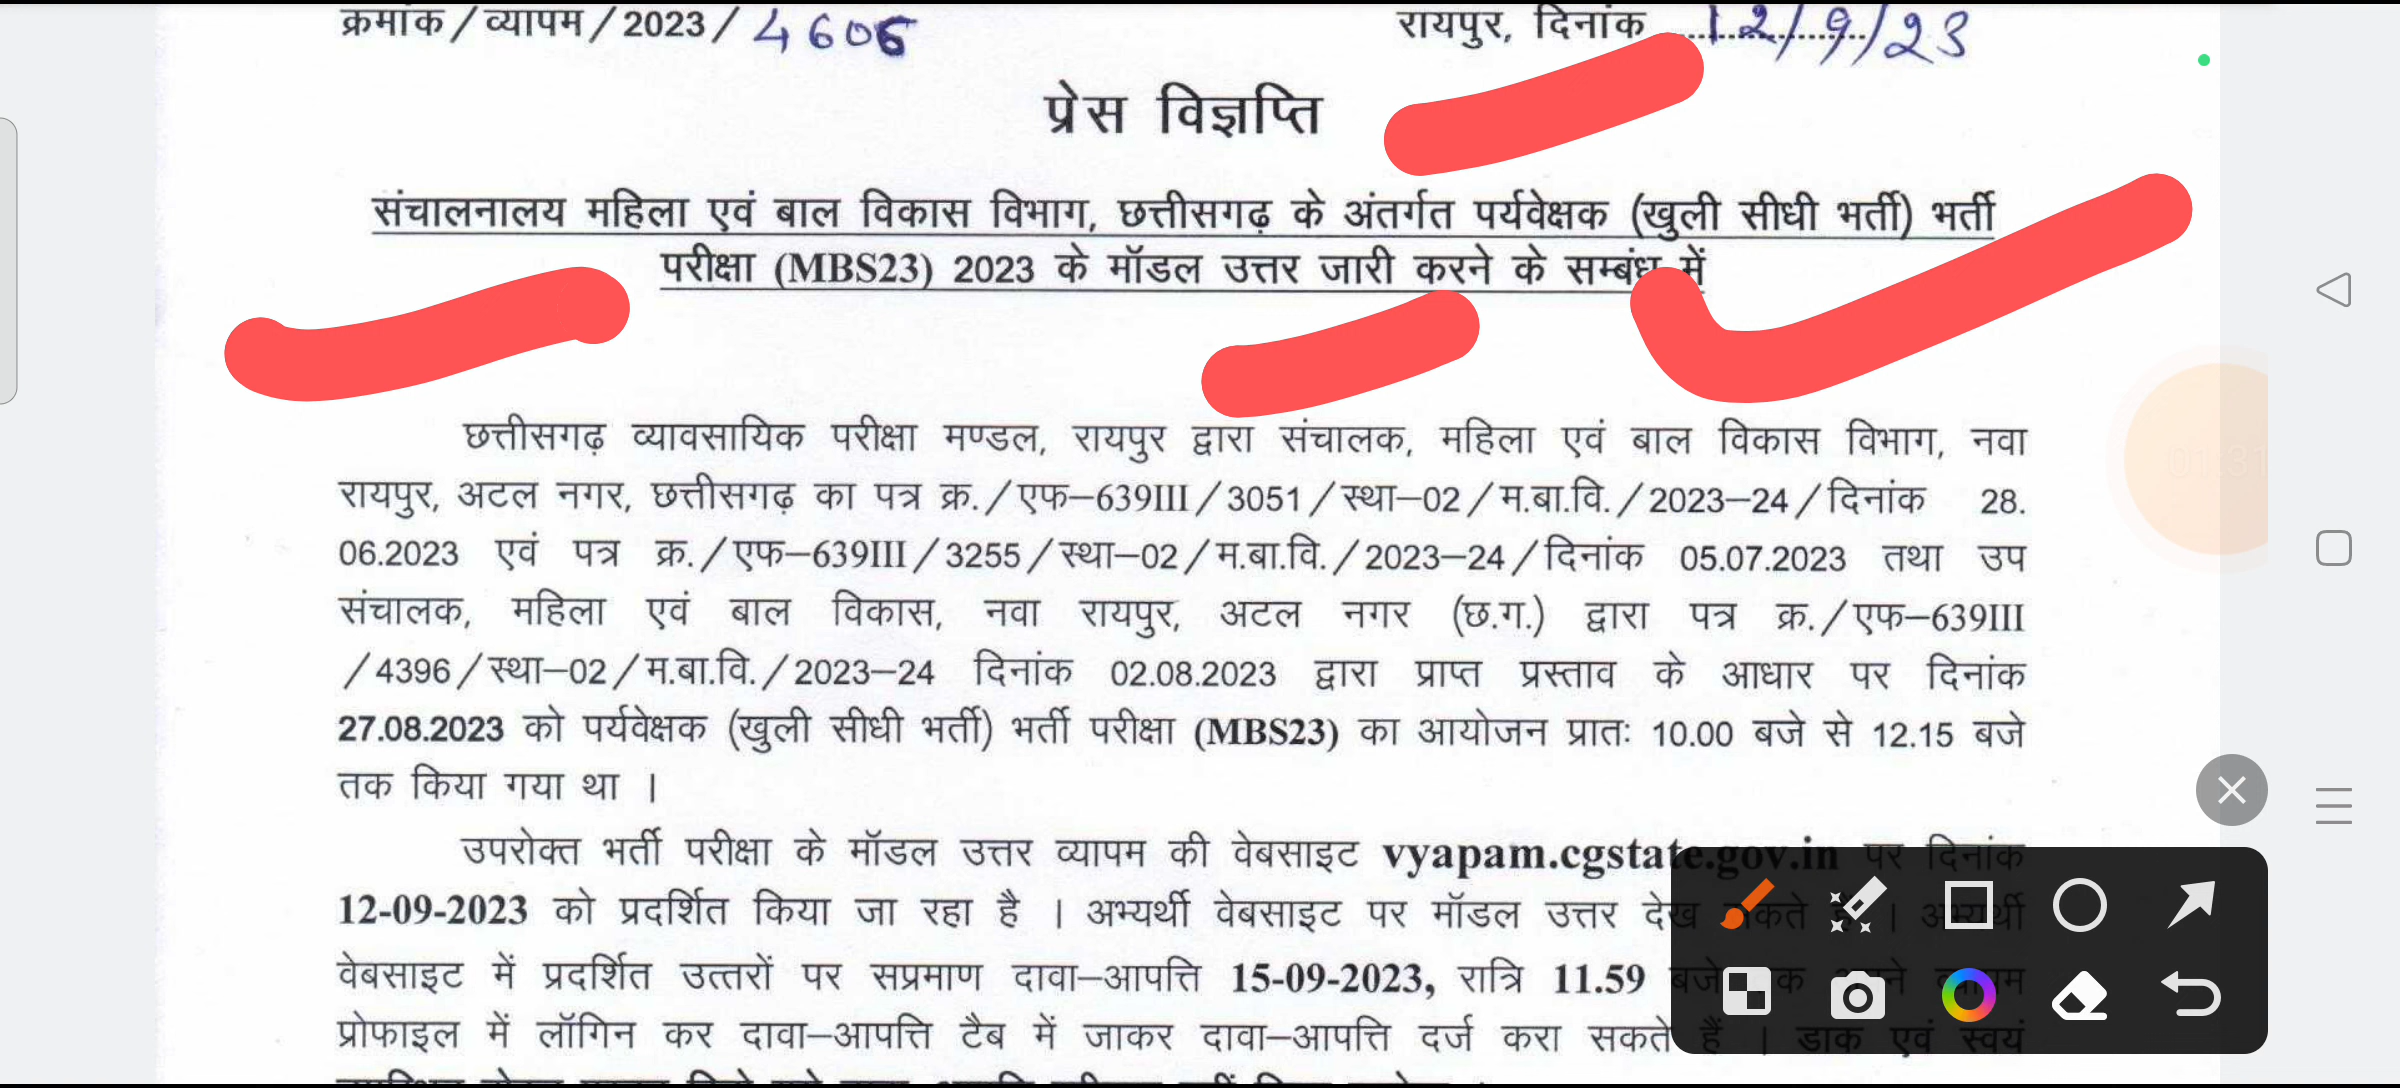 क्रमांक/व्यापम/2023/4606 रायपुर, दिनांक 12/9/23
प्रेस विज्ञप्ति
संचालनालय महिला एवं बाल विकास विभाग, छत्तीसगढ़ के अंतर्गत पर्यवेक्षक (खुली सीधी भर्ती) भर्ती
परीक्षा (MBS23) 2023 के मॉडल उत्तर जारी करने के सम्बंध में
छत्तीसगढ़ व्यावसायिक परीक्षा मण्डल, रायपुर द्वारा संचालक, महिला एवं बाल विकास विभाग, नवा
रायपुर, अटल नगर, छत्तीसगढ़ का पत्र क्र./एफ–639III/3051/स्था–02/म.बा.वि./2023–24/दिनांक 28.
06.2023 एवं पत्र क्र./एफ–639III/3255/स्था–02/म.बा.वि./2023–24/दिनांक 05.07.2023 तथा उप
संचालक, महिला एवं बाल विकास, नवा रायपुर, अटल नगर (छ.ग.) द्वारा पत्र क्र./एफ–639III
/4396/स्था–02/म.बा.वि./2023–24 दिनांक 02.08.2023 द्वारा प्राप्त प्रस्ताव के आधार पर दिनांक
27.08.2023 को पर्यवेक्षक (खुली सीधी भर्ती) भर्ती परीक्षा (MBS23) का आयोजन प्रातः 10.00 बजे से 12.15 बजे
तक किया गया था ।
उपरोक्त भर्ती परीक्षा के मॉडल उत्तर व्यापम की वेबसाइट vyapam.cgstate.gov.in पर दिनांक
12-09-2023 को प्रदर्शित किया जा रहा है । अभ्यर्थी वेबसाइट पर मॉडल उत्तर देख सकते हैं । अभ्यर्थी
वेबसाइट में प्रदर्शित उत्तरों पर सप्रमाण दावा–आपत्ति 15-09-2023, रात्रि 11.59 बजे तक अपने व्यापम
प्रोफाइल में लॉगिन कर दावा–आपत्ति टैब में जाकर दावा–आपत्ति दर्ज करा सकते हैं । डाक एवं स्वयं